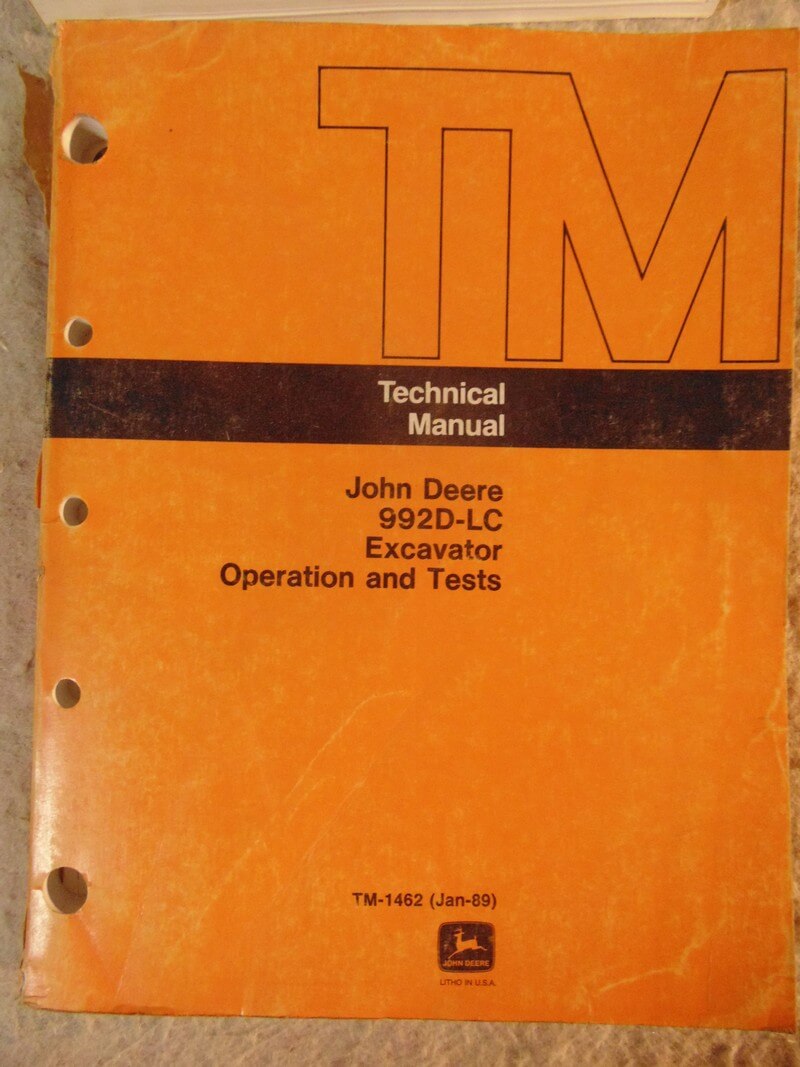 TM
Technical
Manual
John Deere
992D-LC
Excavator
Operation and Tests
TM-1462 (Jan-89)
JOHN DEERE
LITHO IN U.S.A.